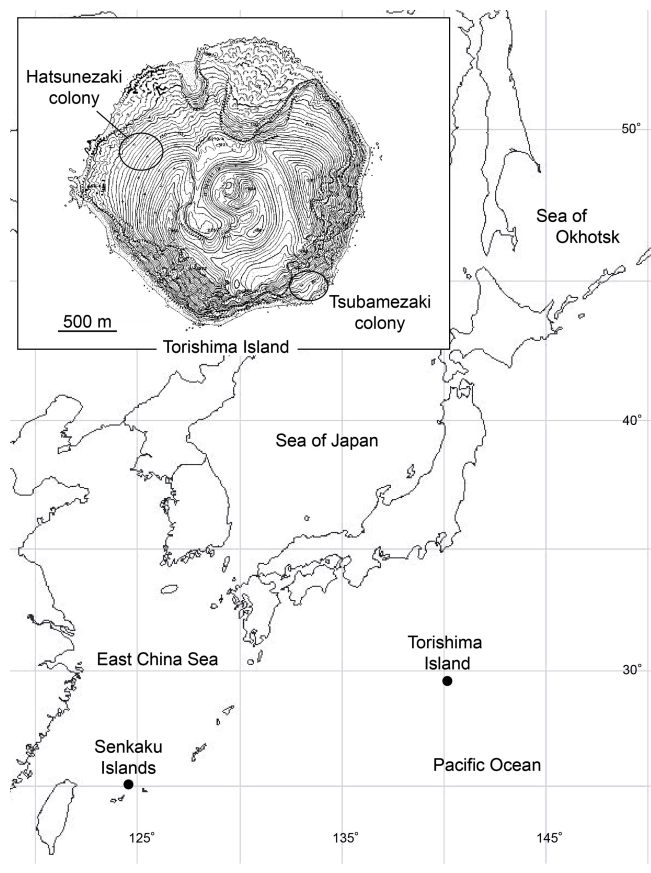 Hatsunezaki
colony
Tsubamezaki
colony
500 m
Torishima Island
50°
Sea of
Okhotsk
40°
Sea of Japan
Torishima
Island
30°
East China Sea
Senkaku
Islands
Pacific Ocean
125°
135°
145°